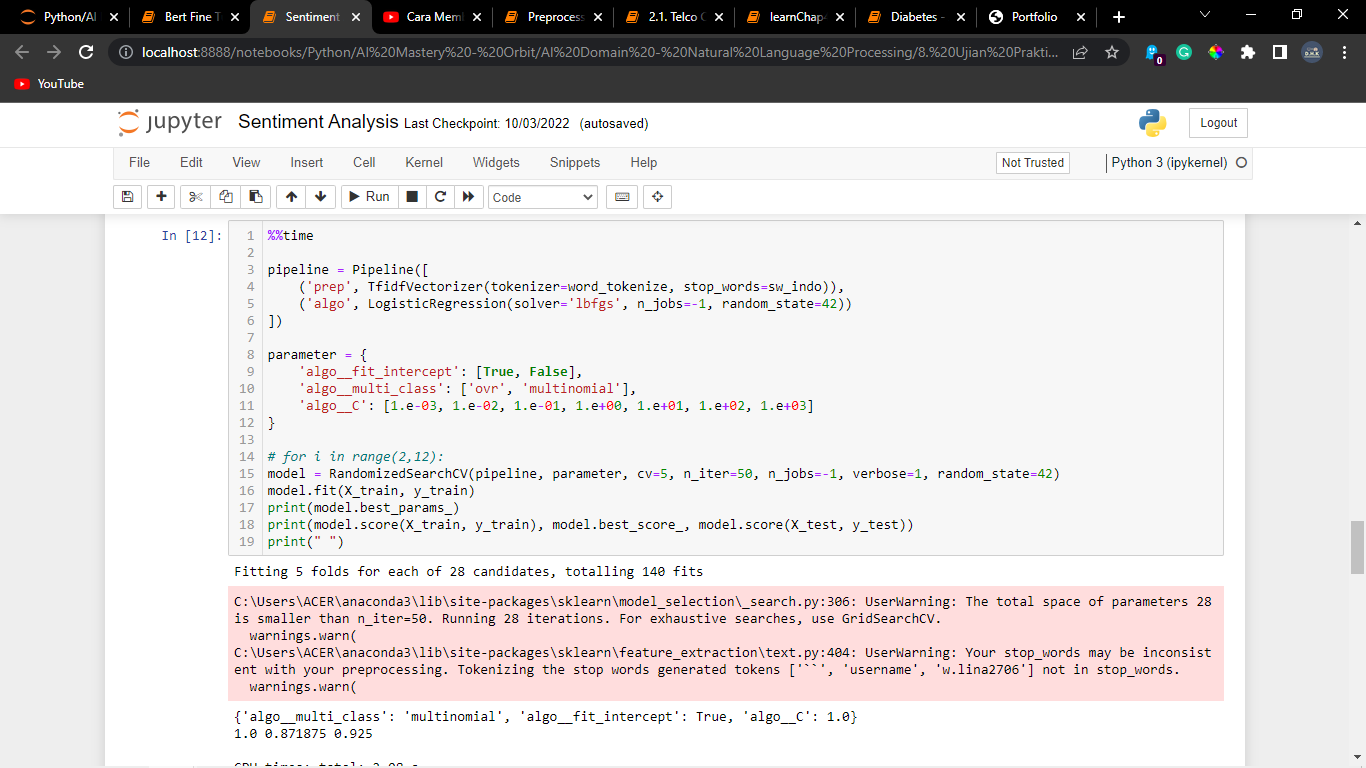 Python/AI
Bert Fine T
Sentiment
Cara Mem
Preprocess
2.1. Telco C
learnChap
Diabetes -
Portfolio
localhost:8888/notebooks/Python/AI%20Mastery%20-%20Orbit/AI%20Domain%20-%20Natural%20Language%20Processing/8.%20Ujian%20Prakti...
0
YouTube
jupyter Sentiment Analysis Last Checkpoint: 10/03/2022 (autosaved)
Logout
File Edit View Insert Cell Kernel Widgets Snippets Help
Not Trusted
Python 3 (ipykernel)
Run
Code
In [12]:
1 %%time
2
3 pipeline = Pipeline([
4     ('prep', TfidfVectorizer(tokenizer=word_tokenize, stop_words=sw_indo)),
5     ('algo', LogisticRegression(solver='lbfgs', n_jobs=-1, random_state=42))
6 ])
7
8 parameter = {
9     'algo__fit_intercept': [True, False],
10     'algo__multi_class': ['ovr', 'multinomial'],
11     'algo__C': [1.e-03, 1.e-02, 1.e-01, 1.e+00, 1.e+01, 1.e+02, 1.e+03]
12 }
13
14 # for i in range(2,12):
15 model = RandomizedSearchCV(pipeline, parameter, cv=5, n_iter=50, n_jobs=-1, verbose=1, random_state=42)
16 model.fit(X_train, y_train)
17 print(model.best_params_)
18 print(model.score(X_train, y_train), model.best_score_, model.score(X_test, y_test))
19 print(" ")
Fitting 5 folds for each of 28 candidates, totalling 140 fits
C:\Users\ACER\anaconda3\lib\site-packages\sklearn\model_selection\_search.py:306: UserWarning: The total space of parameters 28
is smaller than n_iter=50. Running 28 iterations. For exhaustive searches, use GridSearchCV.
  warnings.warn(
C:\Users\ACER\anaconda3\lib\site-packages\sklearn\feature_extraction\text.py:404: UserWarning: Your stop_words may be inconsist
ent with your preprocessing. Tokenizing the stop words generated tokens ['``', 'username', 'w.lina2706'] not in stop_words.
  warnings.warn(
{'algo__multi_class': 'multinomial', 'algo__fit_intercept': True, 'algo__C': 1.0}
1.0 0.871875 0.925